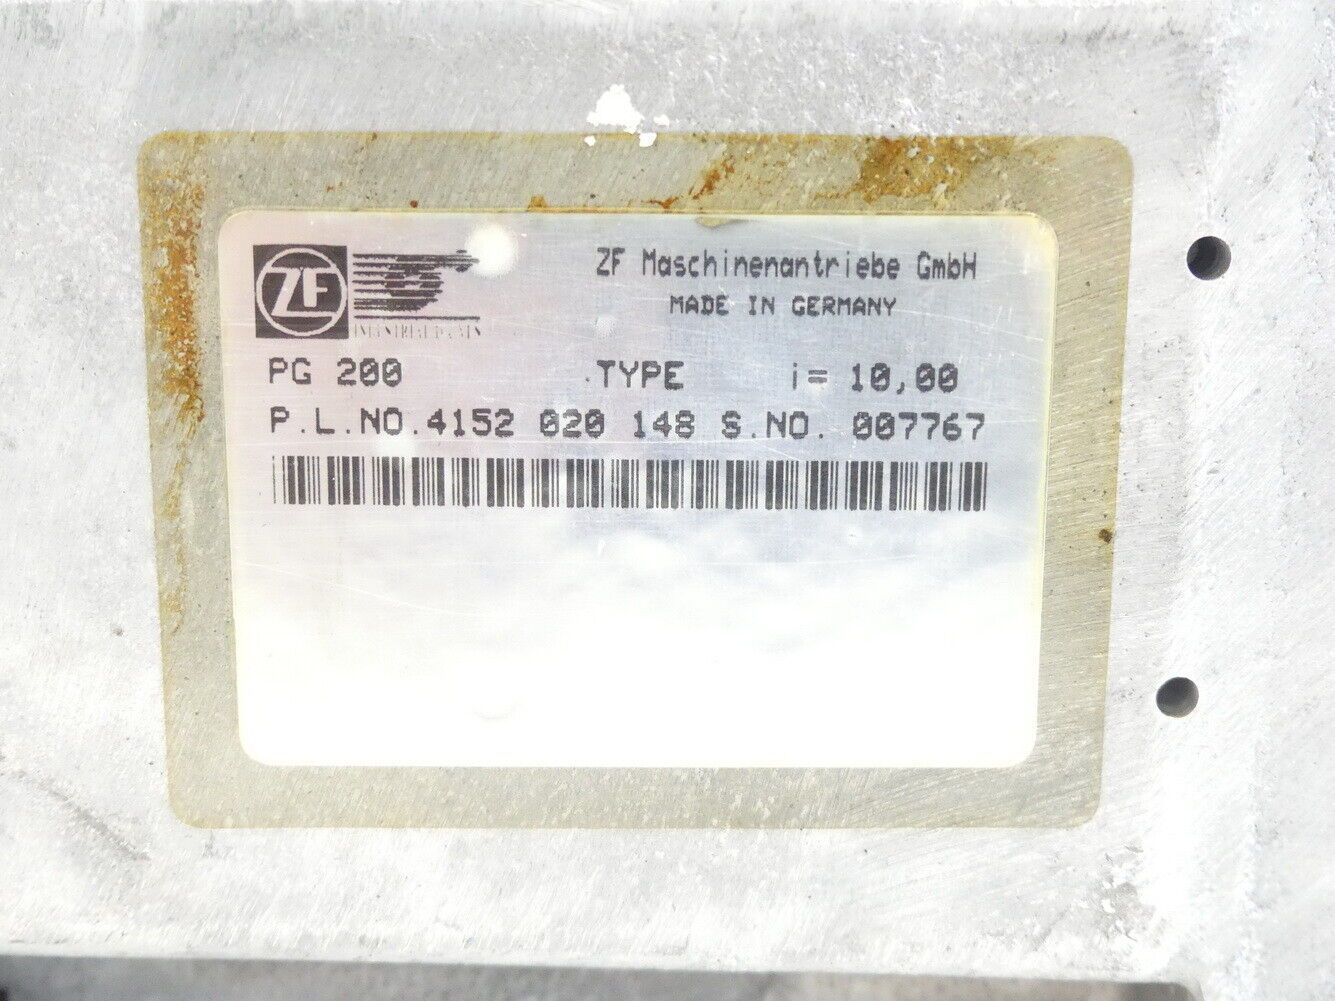 ZF
ZF Maschinenantriebe GmbH
MADE IN GERMANY
PG 200 TYPE i= 10,00
P.L.NO.4152 020 148 S.NO. 007767